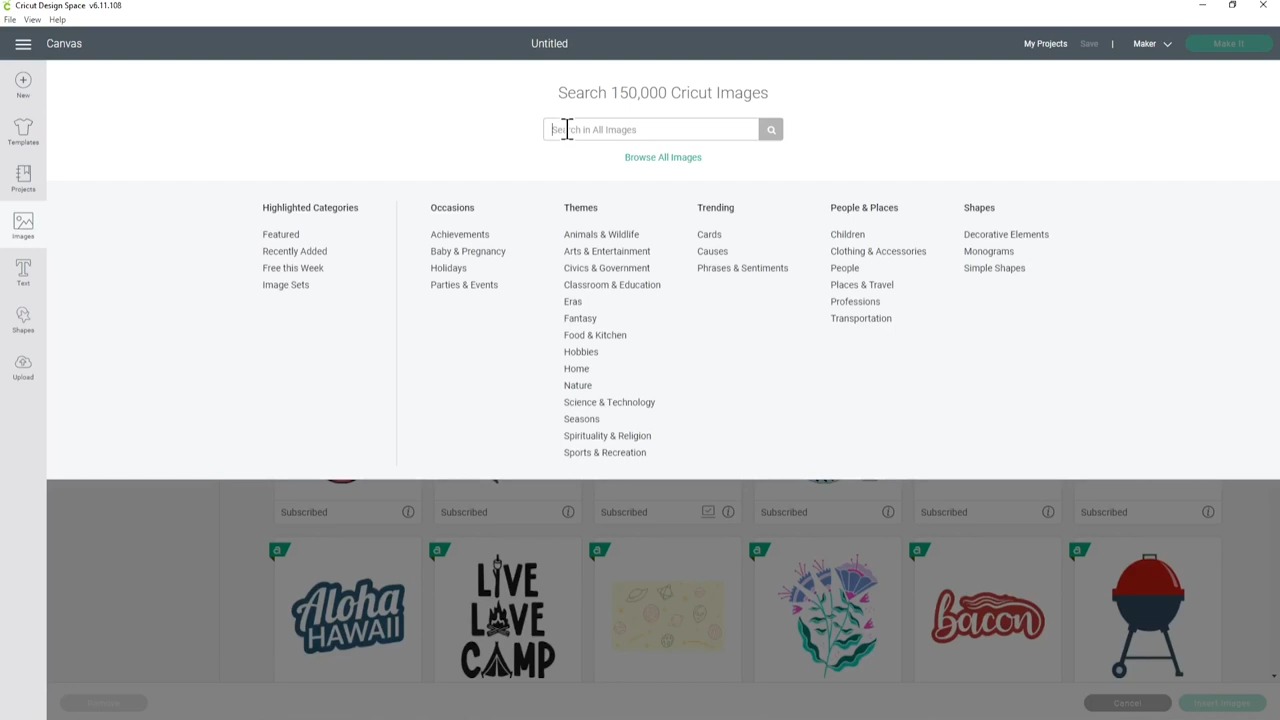 Cricut Design Space v6.11.108
File View Help
Canvas
Untitled
My Projects Save | Maker Make It
New
Templates
Projects
Images
Text
Shapes
Upload
Search 150,000 Cricut Images
Search in All Images
Browse All Images
Highlighted Categories
Featured
Recently Added
Free this Week
Image Sets
Occasions
Achievements
Baby & Pregnancy
Holidays
Parties & Events
Themes
Animals & Wildlife
Arts & Entertainment
Civics & Government
Classroom & Education
Eras
Fantasy
Food & Kitchen
Hobbies
Home
Nature
Science & Technology
Seasons
Spirituality & Religion
Sports & Recreation
Trending
Cards
Causes
Phrases & Sentiments
People & Places
Children
Clothing & Accessories
People
Places & Travel
Professions
Transportation
Shapes
Decorative Elements
Monograms
Simple Shapes
Subscribed
Subscribed
Subscribed
Subscribed
Subscribed
Subscribed
a
a
a
a
a
a
Aloha
HAWAII
LIVE
LOVE
CAMP
bacon
Cancel
Insert Images